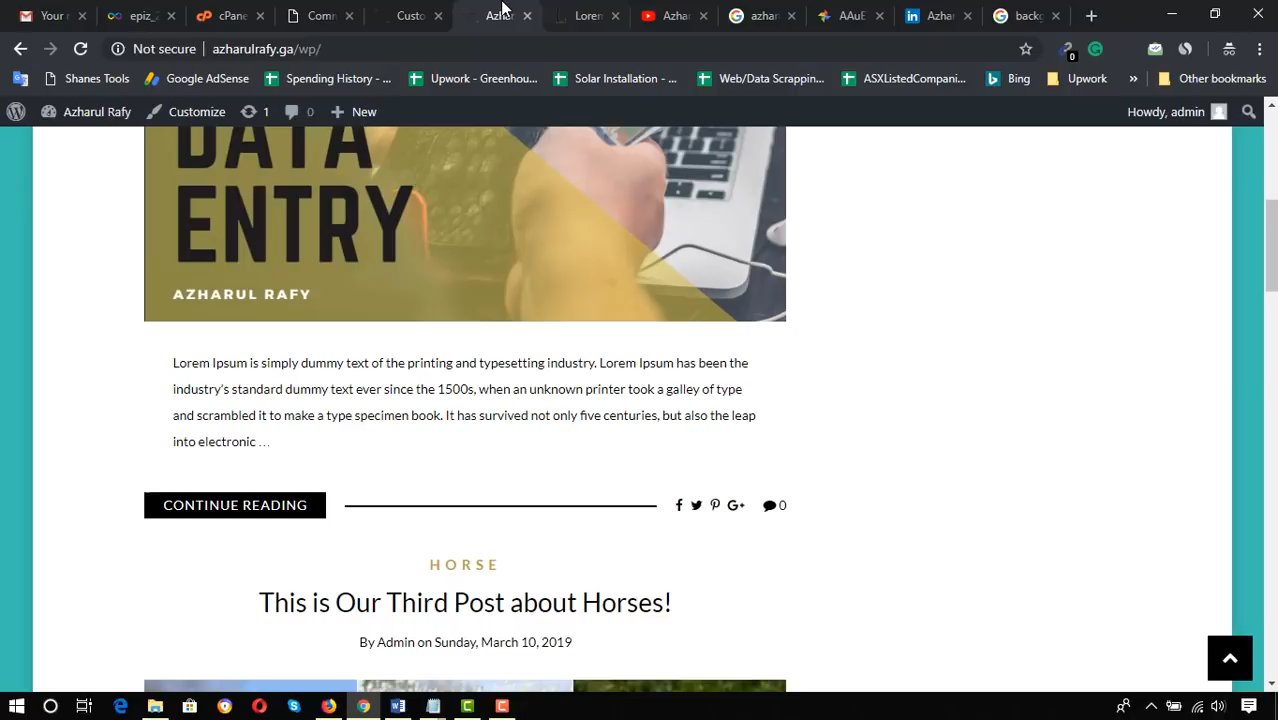 Your
epiz_
cPane
Comn
Custo
Azhar
Lorem
Azhar
azhari
AAuE
Azhar
backg
Not secure
azharulrafy.ga/wp/
0
Shanes Tools
Google AdSense
Spending History - ...
Upwork - Greenhou...
Solar Installation - ...
Web/Data Scrappin...
ASXListedCompani...
Bing
Upwork
»
Other bookmarks
Azharul Rafy
Customize
1
0
New
Howdy, admin
DATA
ENTRY
AZHARUL RAFY
Lorem Ipsum is simply dummy text of the printing and typesetting industry. Lorem Ipsum has been the
industry's standard dummy text ever since the 1500s, when an unknown printer took a galley of type
and scrambled it to make a type specimen book. It has survived not only five centuries, but also the leap
into electronic …
CONTINUE READING
0
HORSE
This is Our Third Post about Horses!
By Admin on Sunday, March 10, 2019